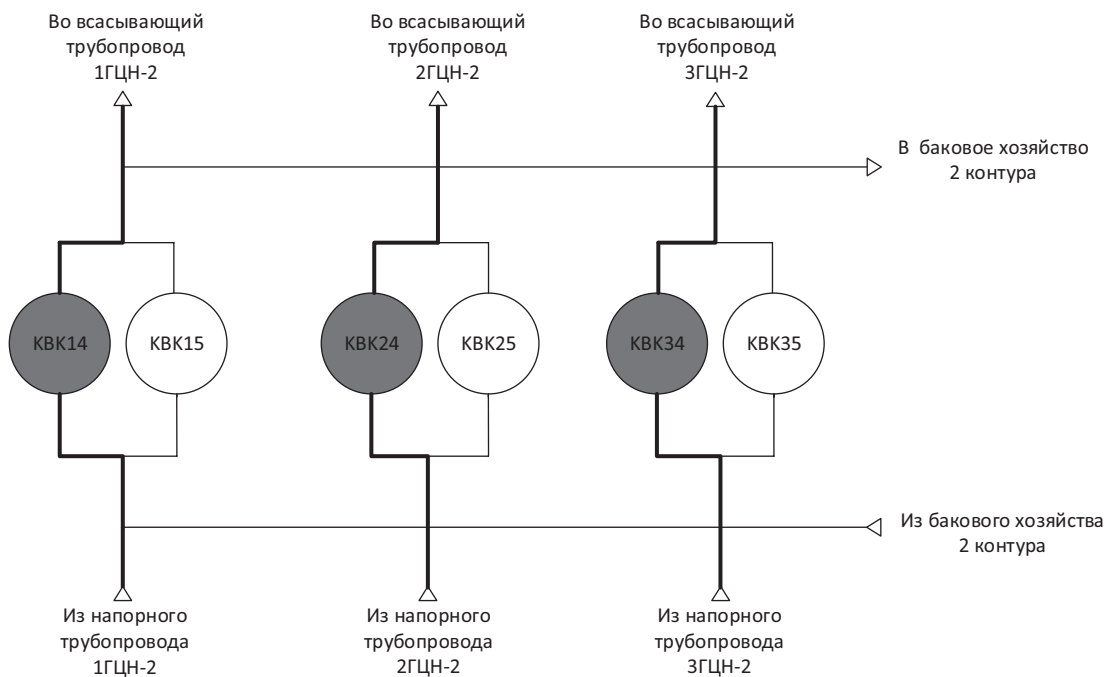 Во всасывающий
трубопровод
1ГЦН-2
Во всасывающий
трубопровод
2ГЦН-2
Во всасывающий
трубопровод
3ГЦН-2
В баковое хозяйство
2 контура
КВК14
КВК15
КВК24
КВК25
КВК34
КВК35
Из бакового хозяйства
2 контура
Из напорного
трубопровода
1ГЦН-2
Из напорного
трубопровода
2ГЦН-2
Из напорного
трубопровода
3ГЦН-2